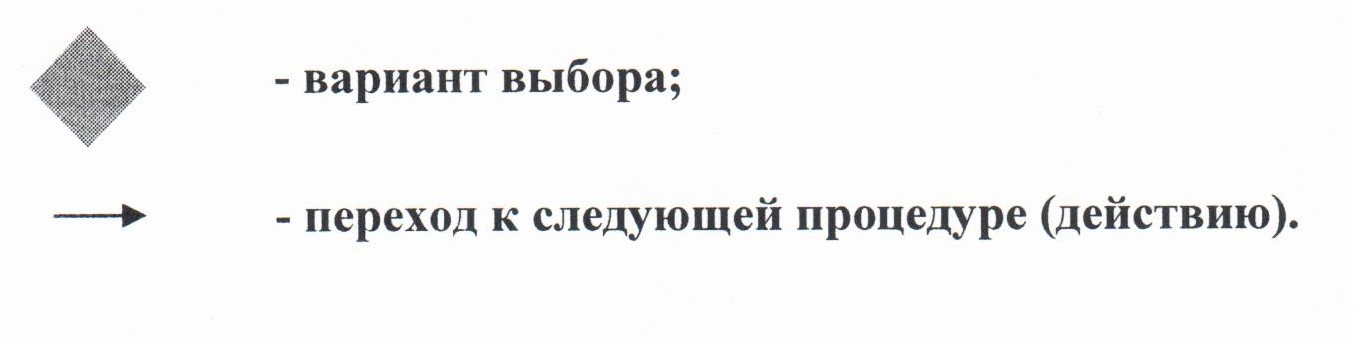 - вариант выбора;
- переход к следующей процедуре (действию).